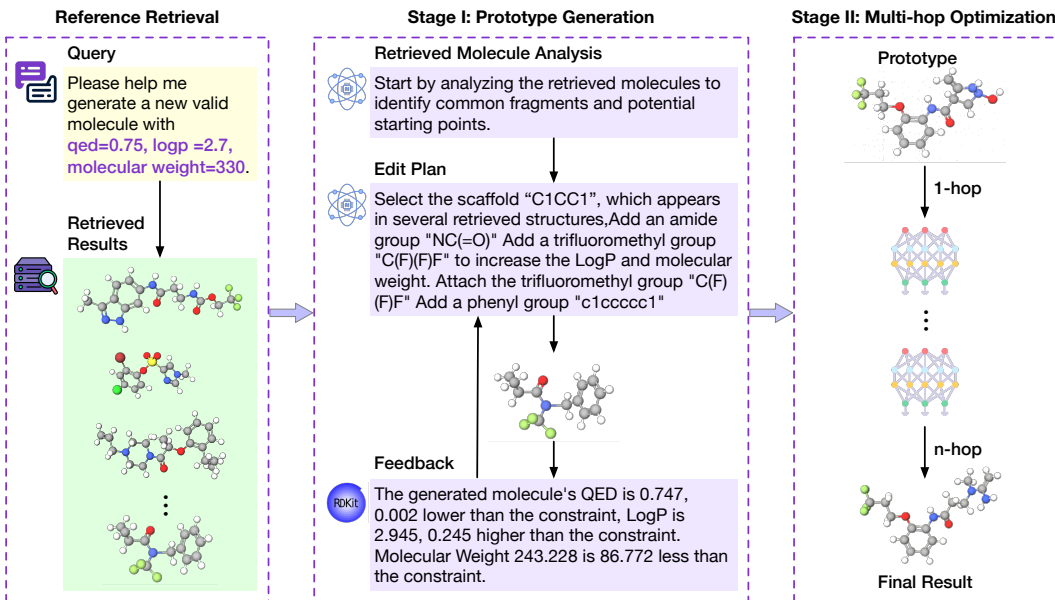 Reference Retrieval
Query
Please help me
generate a new valid
molecule with
qed=0.75, logp =2.7,
molecular weight=330.
Retrieved
Results
Stage I: Prototype Generation
Retrieved Molecule Analysis
Start by analyzing the retrieved molecules to
identify common fragments and potential
starting points.
Edit Plan
Select the scaffold “C1CC1”, which appears
in several retrieved structures,Add an amide
group "NC(=O)" Add a trifluoromethyl group
"C(F)(F)F" to increase the LogP and molecular
weight. Attach the trifluoromethyl group "C(F)
(F)F" Add a phenyl group "c1ccccc1"
Feedback
RDKit
The generated molecule's QED is 0.747,
0.002 lower than the constraint, LogP is
2.945, 0.245 higher than the constraint.
Molecular Weight 243.228 is 86.772 less than
the constraint.
Stage II: Multi-hop Optimization
Prototype
1-hop
n-hop
Final Result